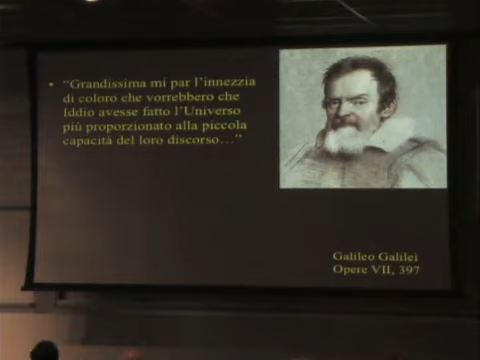 • “Grandissima mi par l’innezzia
di coloro che vorrebbero che
Iddio avesse fatto l’Universo
più proporzionato alla piccola
capacità del loro discorso…”
Galileo Galilei
Opere VII, 397